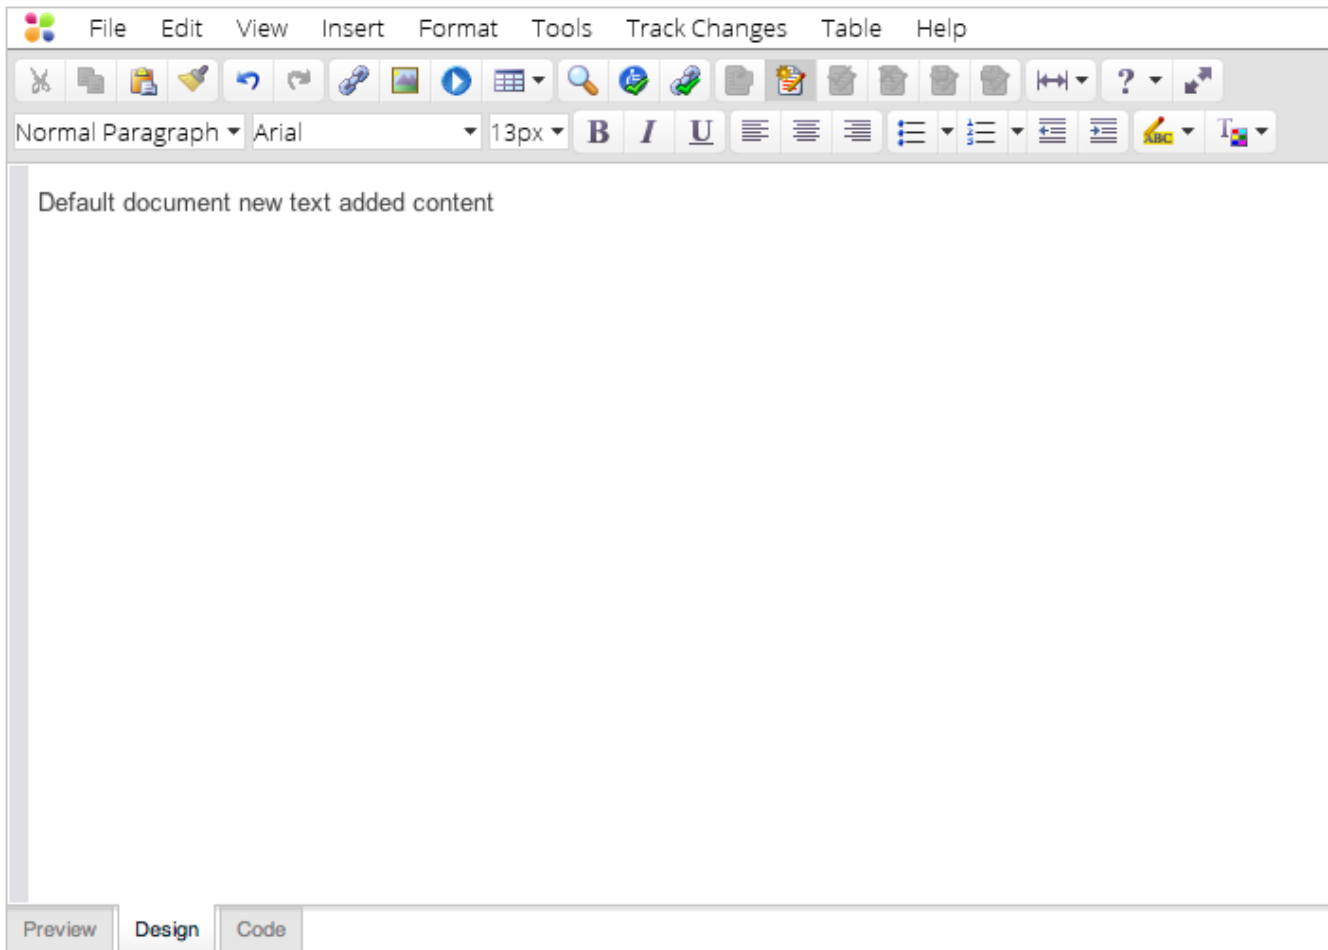 File Edit View Insert Format Tools Track Changes Table Help
?
Normal Paragraph Arial 13px B I U ABC T
Default document new text added content
Preview Design Code